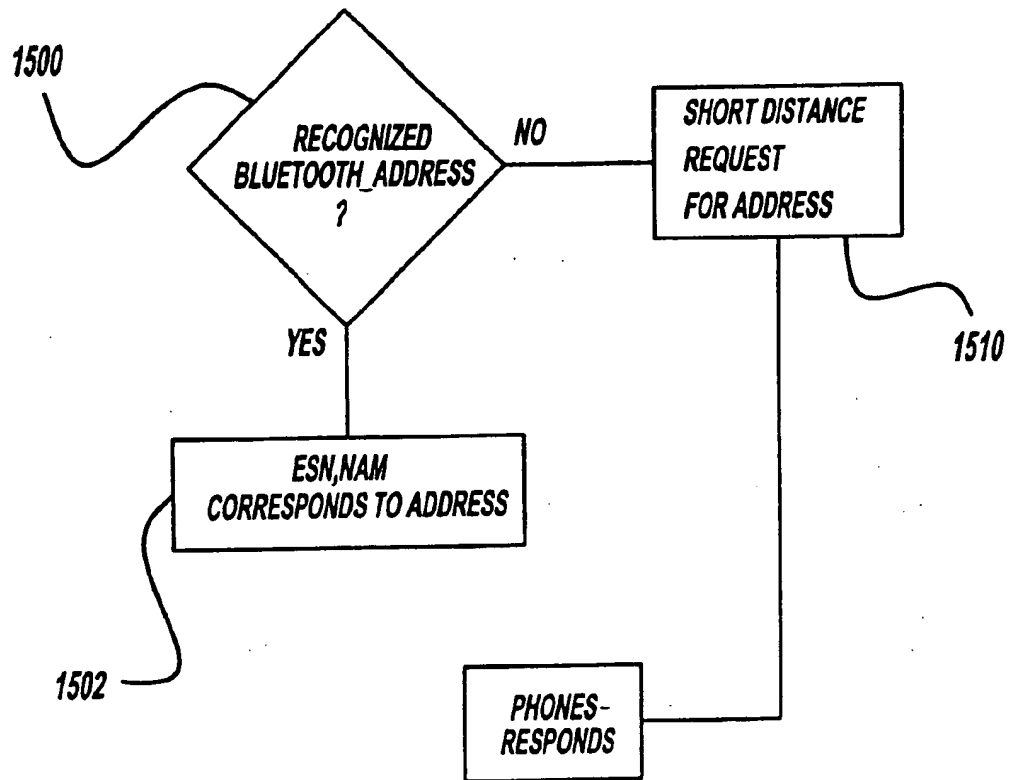 1500
RECOGNIZED
BLUETOOTH_ADDRESS
?
NO
SHORT DISTANCE
REQUEST
FOR ADDRESS
1510
YES
ESN,NAM
CORRESPONDS TO ADDRESS
1502
PHONES-
RESPONDS